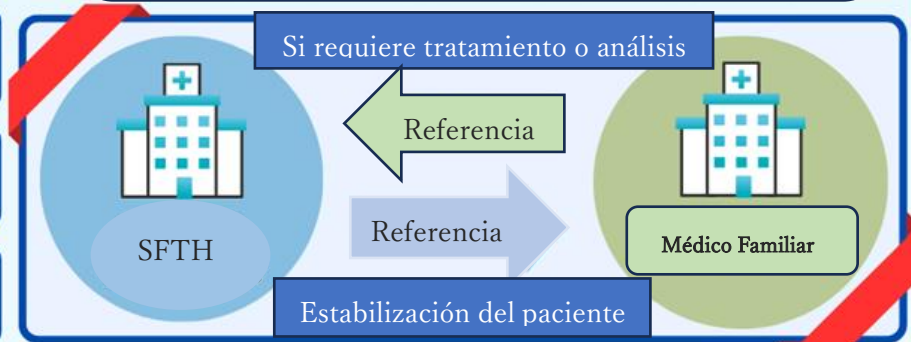 Si requiere tratamiento o análisis
Referencia
SFTH
Referencia
Médico Familiar
Estabilización del paciente